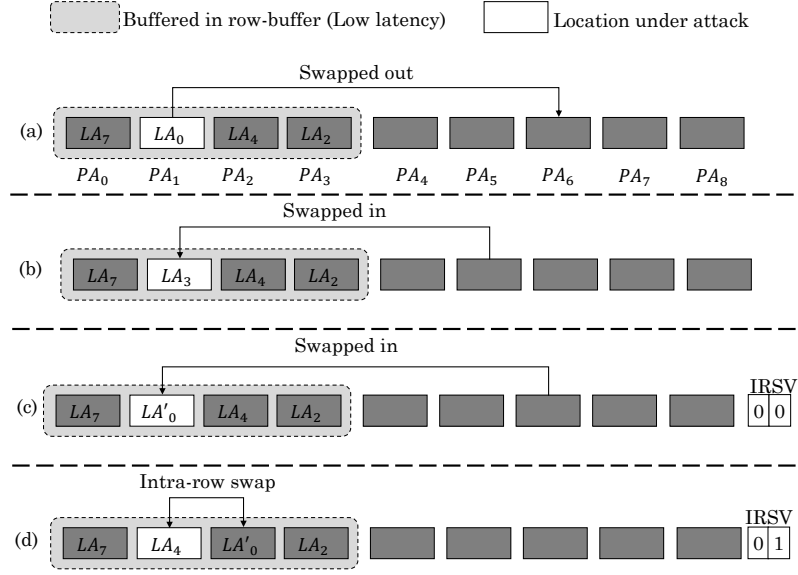 Buffered in row-buffer (Low latency) Location under attack
Swapped out
(a) LA₇ LA₀ LA₄ LA₂
PA₀ PA₁ PA₂ PA₃ PA₄ PA₅ PA₆ PA₇ PA₈
Swapped in
(b) LA₇ LA₃ LA₄ LA₂
Swapped in
IRSV
(c) LA₇ LA'₀ LA₄ LA₂ 0 0
Intra-row swap
IRSV
(d) LA₇ LA₄ LA'₀ LA₂ 0 1